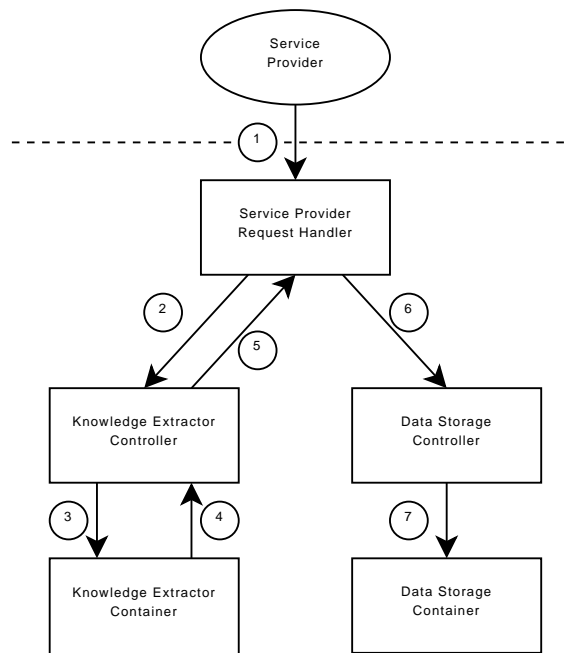 Service
Provider
1
Service Provider
Request Handler
2
5
6
Knowledge Extractor
Controller
Data Storage
Controller
3
4
7
Knowledge Extractor
Container
Data Storage
Container